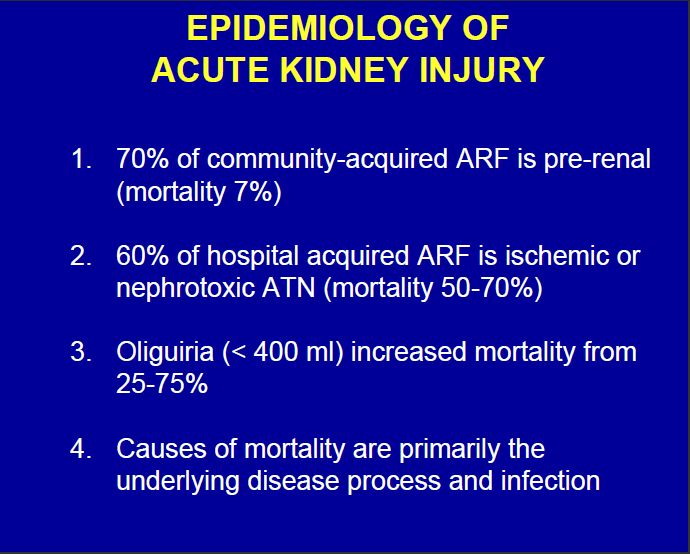 EPIDEMIOLOGY OF
ACUTE KIDNEY INJURY
1. 70% of community-acquired ARF is pre-renal
(mortality 7%)
2. 60% of hospital acquired ARF is ischemic or
nephrotoxic ATN (mortality 50-70%)
3. Oliguiria (< 400 ml) increased mortality from
25-75%
4. Causes of mortality are primarily the
underlying disease process and infection